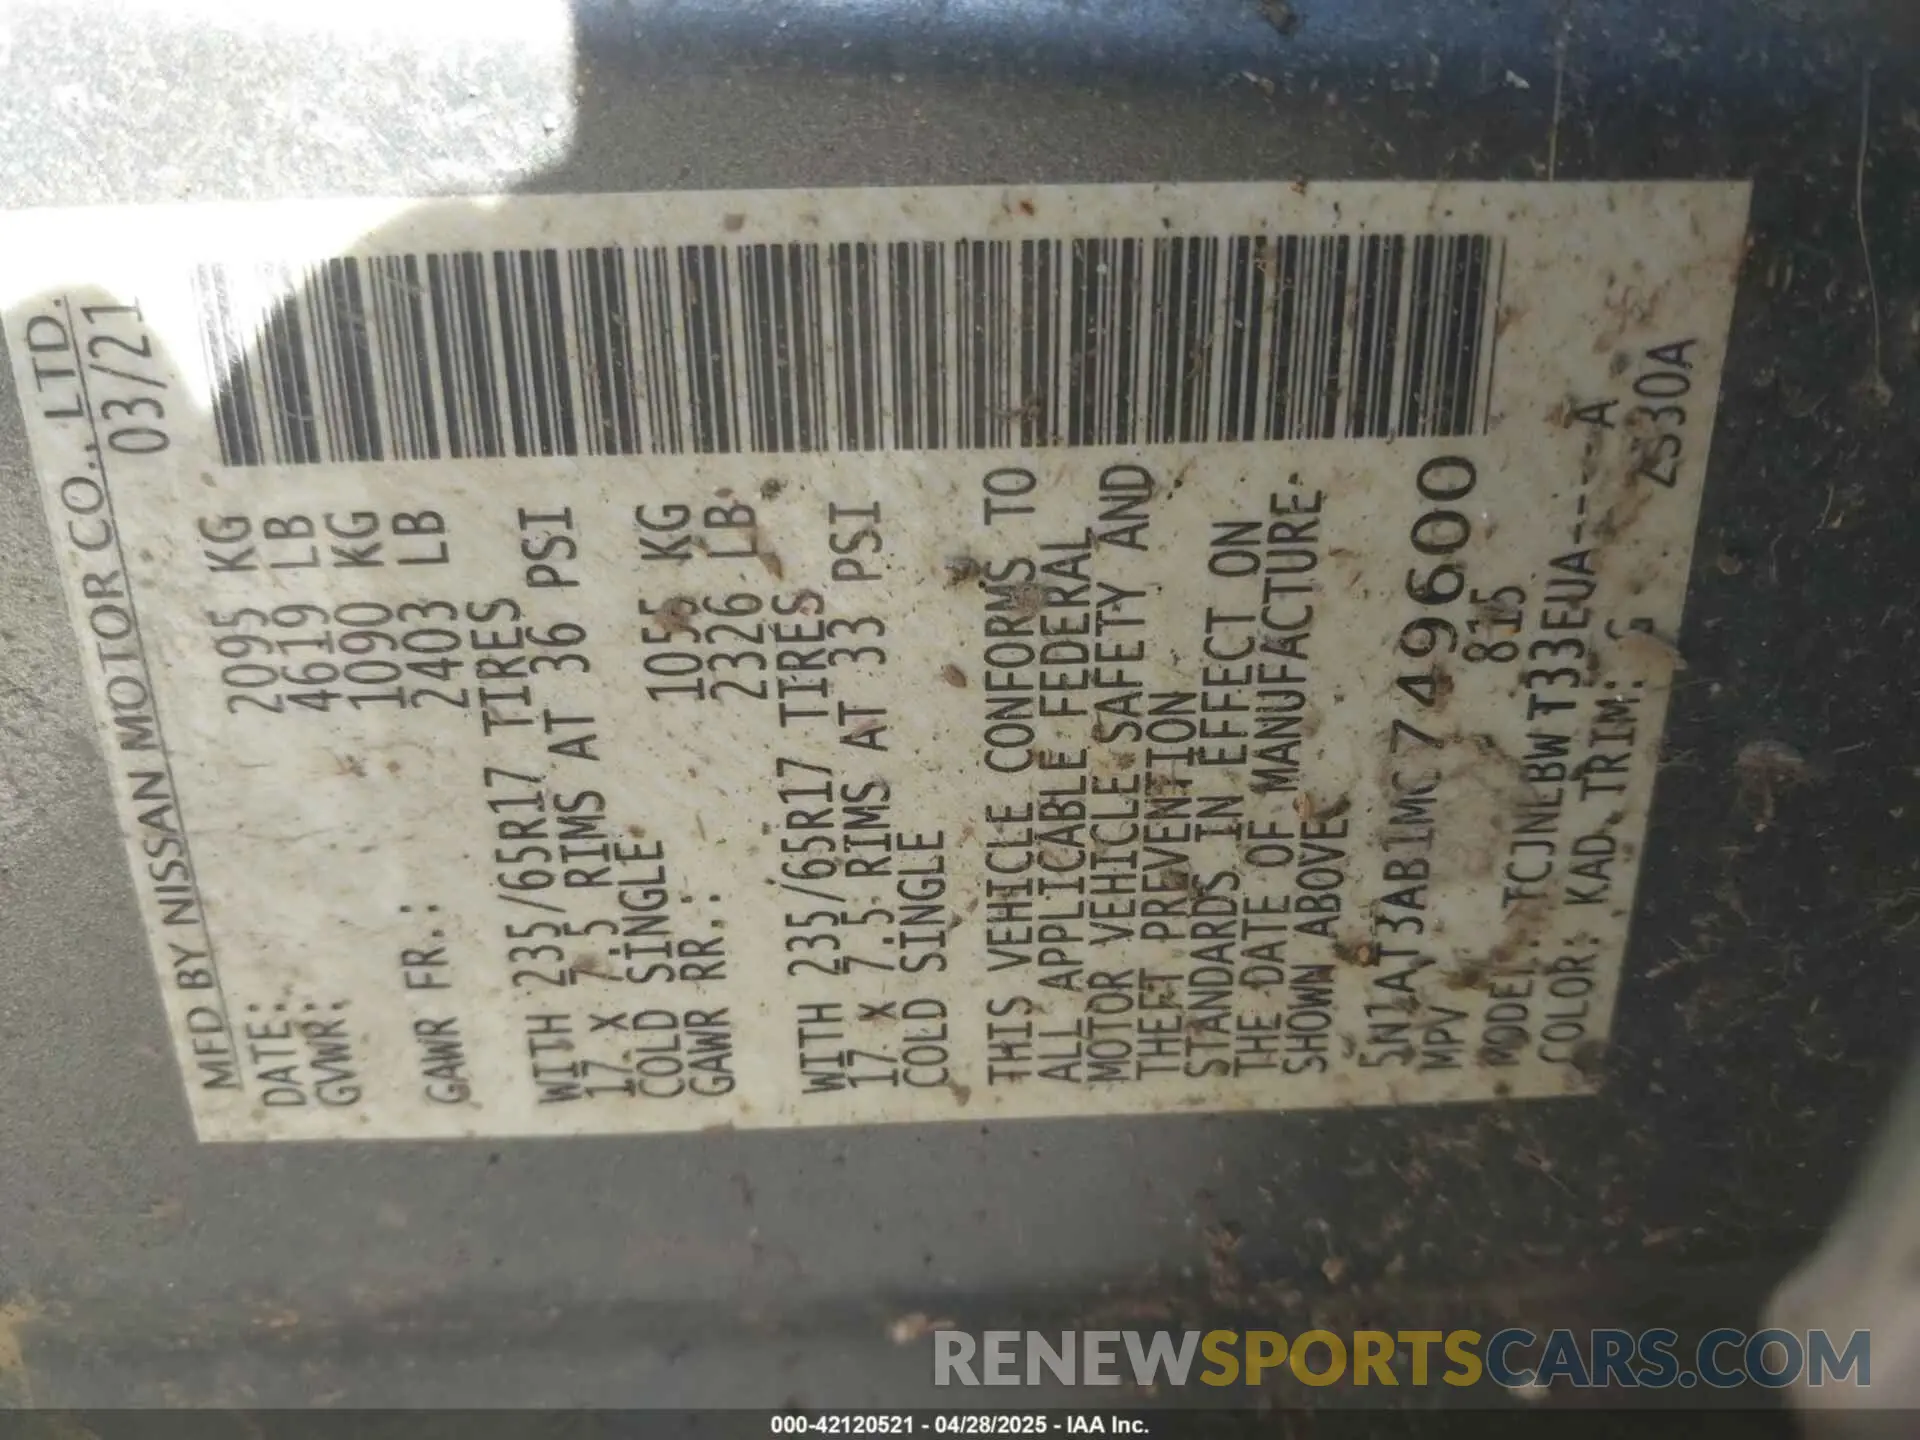 MFD BY NISSAN MOTOR CO., LTD.
DATE: 03/21
GVWR: 2095 KG
4619 LB
GAWR FR.: 1090 KG
2403 LB
WITH 235/65R17 TIRES
17 X 7.5 RIMS AT 36 PSI
COLD SINGLE
GAWR RR.: 1055 KG
2326 LB
WITH 235/65R17 TIRES
17 X 7.5 RIMS AT 33 PSI
COLD SINGLE
THIS VEHICLE CONFORMS TO
ALL APPLICABLE FEDERAL
MOTOR VEHICLE SAFETY AND
THEFT PREVENTION
STANDARDS IN EFFECT ON
THE DATE OF MANUFACTURE
SHOWN ABOVE.
5N1AT3AB1MC749600
MPV 815
MODEL: TCJNLBWT33EUA----A
COLOR: KAD TRIM: G
2S30A
RENEWSPORTSCARS.COM
000-42120521 - 04/28/2025 - IAA Inc.